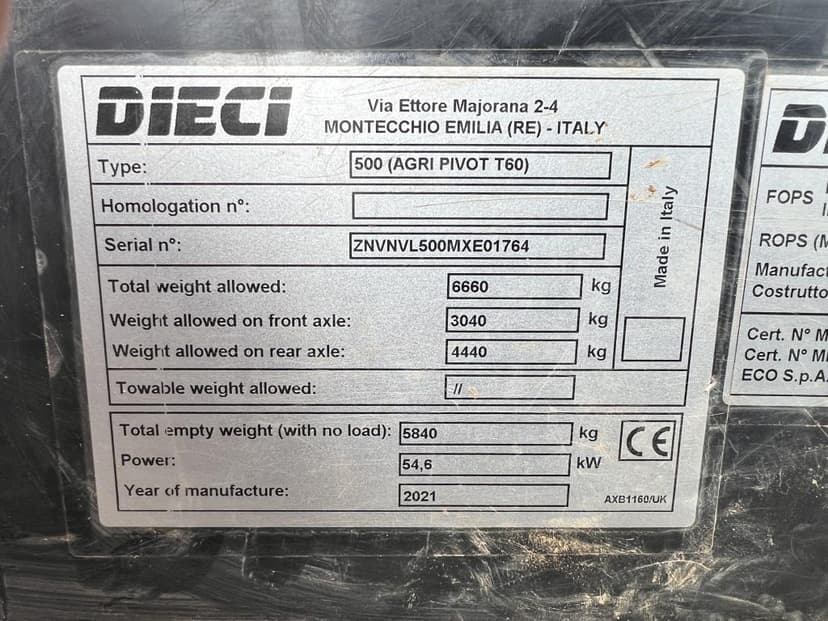 DIECI
Via Ettore Majorana 2-4
MONTECCHIO EMILIA (RE) - ITALY
Type: 500 (AGRI PIVOT T60)
Homologation n°:
Serial n°: ZNVNVL500MXE01764
Made in Italy
Total weight allowed: 6660 kg
Weight allowed on front axle: 3040 kg
Weight allowed on rear axle: 4440 kg
Towable weight allowed: //
Total empty weight (with no load): 5840 kg
CE
Power: 54,6 kW
Year of manufacture: 2021
AXB1160/UK
FOPS
ROPS
Cert. N°
Cert. N°
ECO S.p.A.